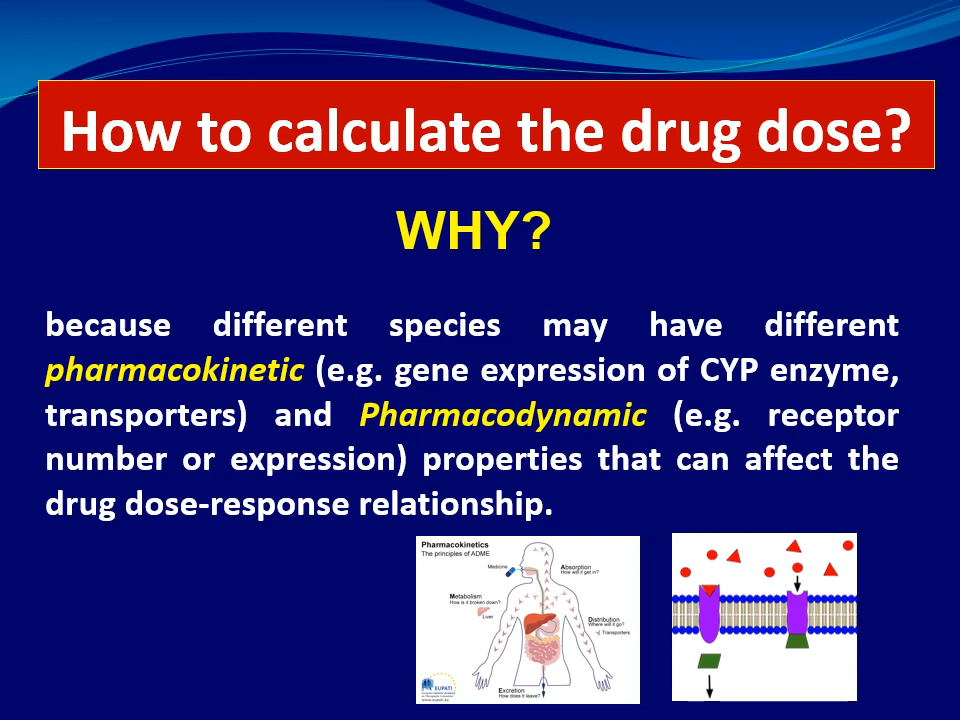 How to calculate the drug dose?
WHY?
because different species may have different
pharmacokinetic (e.g. gene expression of CYP enzyme,
transporters) and Pharmacodynamic (e.g. receptor
number or expression) properties that can affect the
drug dose-response relationship.
Pharmacokinetics
The principles of ADME
Medicine
Absorption
How will it get in?
Metabolism
How is it broken down?
Liver
Distribution
Where will it go?
Transporters
Excretion
How does it leave?
EUPATI
www.eupati.eu